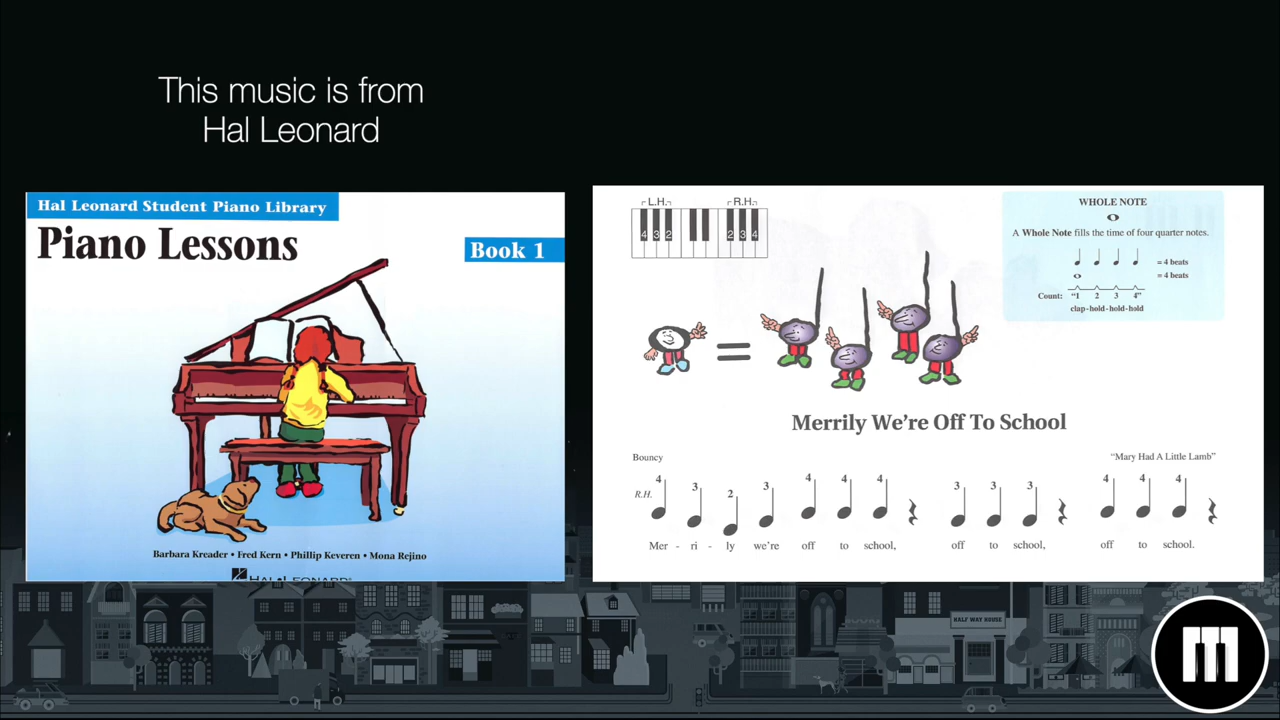 This music is from
Hal Leonard
Hal Leonard Student Piano Library
Piano Lessons
Book 1
Barbara Kreader • Fred Kern • Phillip Keveren • Mona Rejino
HAL LEONARD
L.H. R.H.
4 3 2 2 3 4
WHOLE NOTE
A Whole Note fills the time of four quarter notes.
= 4 beats
= 4 beats
Count: "1 2 3 4"
clap-hold-hold-hold
=
Merrily We're Off To School
Bouncy "Mary Had A Little Lamb"
4 3 2 3 4 4 4 3 3 3 4 4 4
R.H.
Mer - ri - ly we're off to school, off to school, off to school.
HALF WAY HOUSE